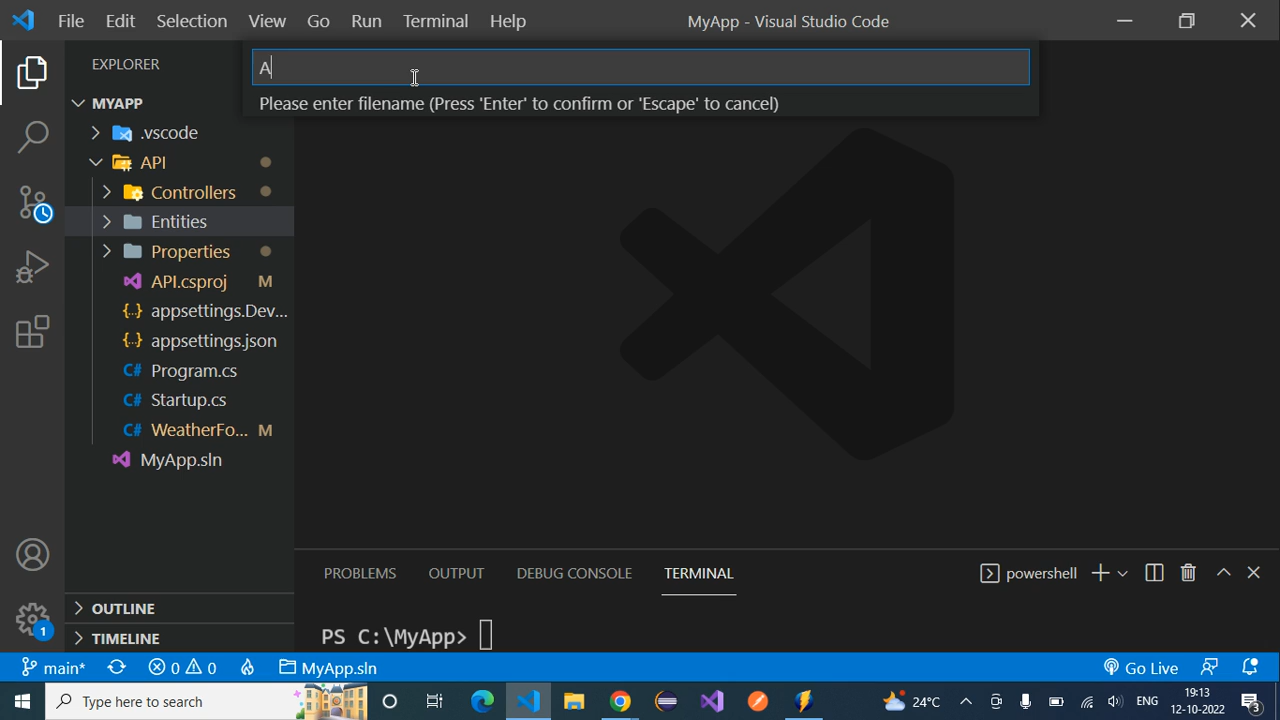 File Edit Selection View Go Run Terminal Help MyApp - Visual Studio Code
A
Please enter filename (Press 'Enter' to confirm or 'Escape' to cancel)
EXPLORER
MYAPP
.vscode
API
Controllers
Entities
Properties
API.csproj M
{..} appsettings.Dev...
{..} appsettings.json
C# Program.cs
C# Startup.cs
C# WeatherFo... M
MyApp.sln
OUTLINE
TIMELINE
1
PROBLEMS OUTPUT DEBUG CONSOLE TERMINAL powershell
PS C:\MyApp>
main* 0 0 MyApp.sln Go Live
Type here to search 24°C ENG 19:13 12-10-2022 3